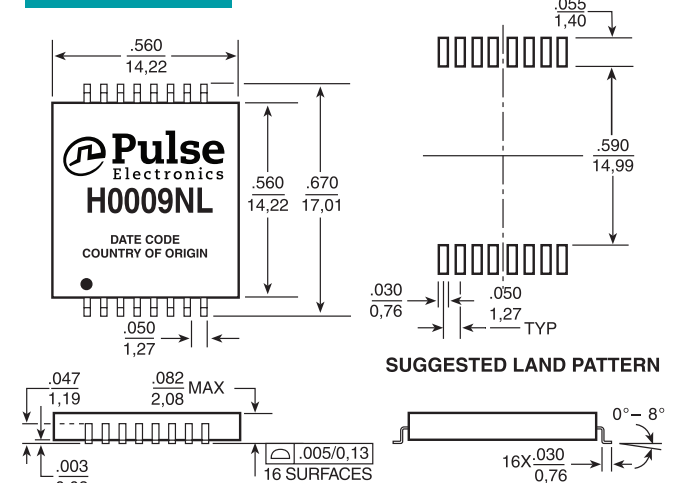 .560
14,22
Pulse
Electronics
H0009NL
DATE CODE
COUNTRY OF ORIGIN
.560
14,22
.670
17,01
.050
1,27
.055
1,40
.590
14,99
.030
0,76
.050
1,27
TYP
SUGGESTED LAND PATTERN
.047
1,19
.082
2,08
MAX
.003
.005/0,13
16 SURFACES
0°– 8°
16X .030
0,76